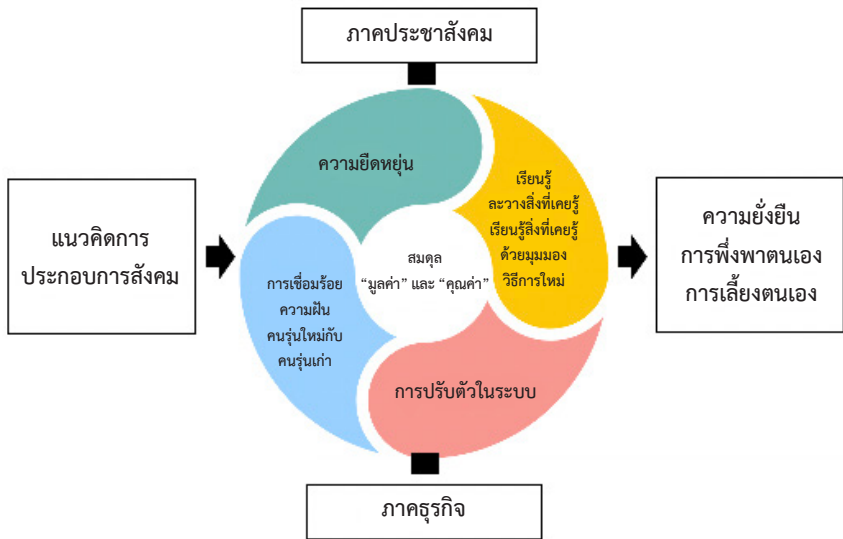 ภาคประชาสังคม
ความยืดหยุ่น
เรียนรู้
ละวางสิ่งที่เคยรู้
เรียนรู้สิ่งที่เคยรู้
ด้วยมุมมอง
วิธีการใหม่
แนวคิดการ
ประกอบการสังคม
สมดุล
“มูลค่า” และ “คุณค่า”
ความยั่งยืน
การพึ่งพาตนเอง
การเลี้ยงตนเอง
การเชื่อมร้อย
ความฝัน
คนรุ่นใหม่กับ
คนรุ่นเก่า
การปรับตัวในระบบ
ภาคธุรกิจ